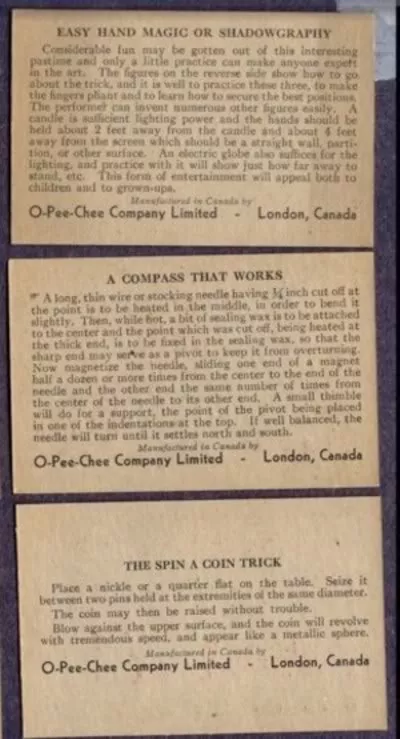 EASY HAND MAGIC OR SHADOWGRAPHY
Considerable fun may be gotten out of this interesting
pastime and only a little practice can make anyone expert
in the art. The figures on the reverse side show how to go
about the trick, and it is well to practice these three, to make
the fingers pliant and to learn how to secure the best positions.
The performer can invent numerous other figures easily. A
candle is sufficient lighting power and the hands should be
held about 2 feet away from the candle and about 4 feet
away from the screen which should be a straight wall, parti-
tion, or other surface. An electric globe also suffices for the
lighting, and practice with it will show just how far away to
stand, etc. This form of entertainment will appeal both to
children and to grown-ups.
Manufactured in Canada by
O-Pee-Chee Company Limited - London, Canada
A COMPASS THAT WORKS
A long, thin wire or stocking needle having ¼ inch cut off at
the point is to be heated in the middle, in order to bend it
slightly. Then, while hot, a bit of sealing wax is to be attached
to the center and the point which was cut off, being heated at
the thick end, is to be fixed in the sealing wax, so that the
sharp end may serve as a pivot to keep it from overturning.
Now magnetize the needle, sliding one end of a magnet
half a dozen or more times from the center to the end of the
needle and the other end the same number of times from
the center of the needle to its other end. A small thimble
will do for a support, the point of the pivot being placed
in one of the indentations at the top. If well balanced, the
needle will turn until it settles north and south.
Manufactured in Canada by
O-Pee-Chee Company Limited - London, Canada
THE SPIN A COIN TRICK
Place a nickle or a quarter flat on the table. Seize it
between two pins held at the extremities of the same diameter.
The coin may then be raised without trouble.
Blow against the upper surface, and the coin will revolve
with tremendous speed, and appear like a metallic sphere.
Manufactured in Canada by
O-Pee-Chee Company Limited - London, Canada